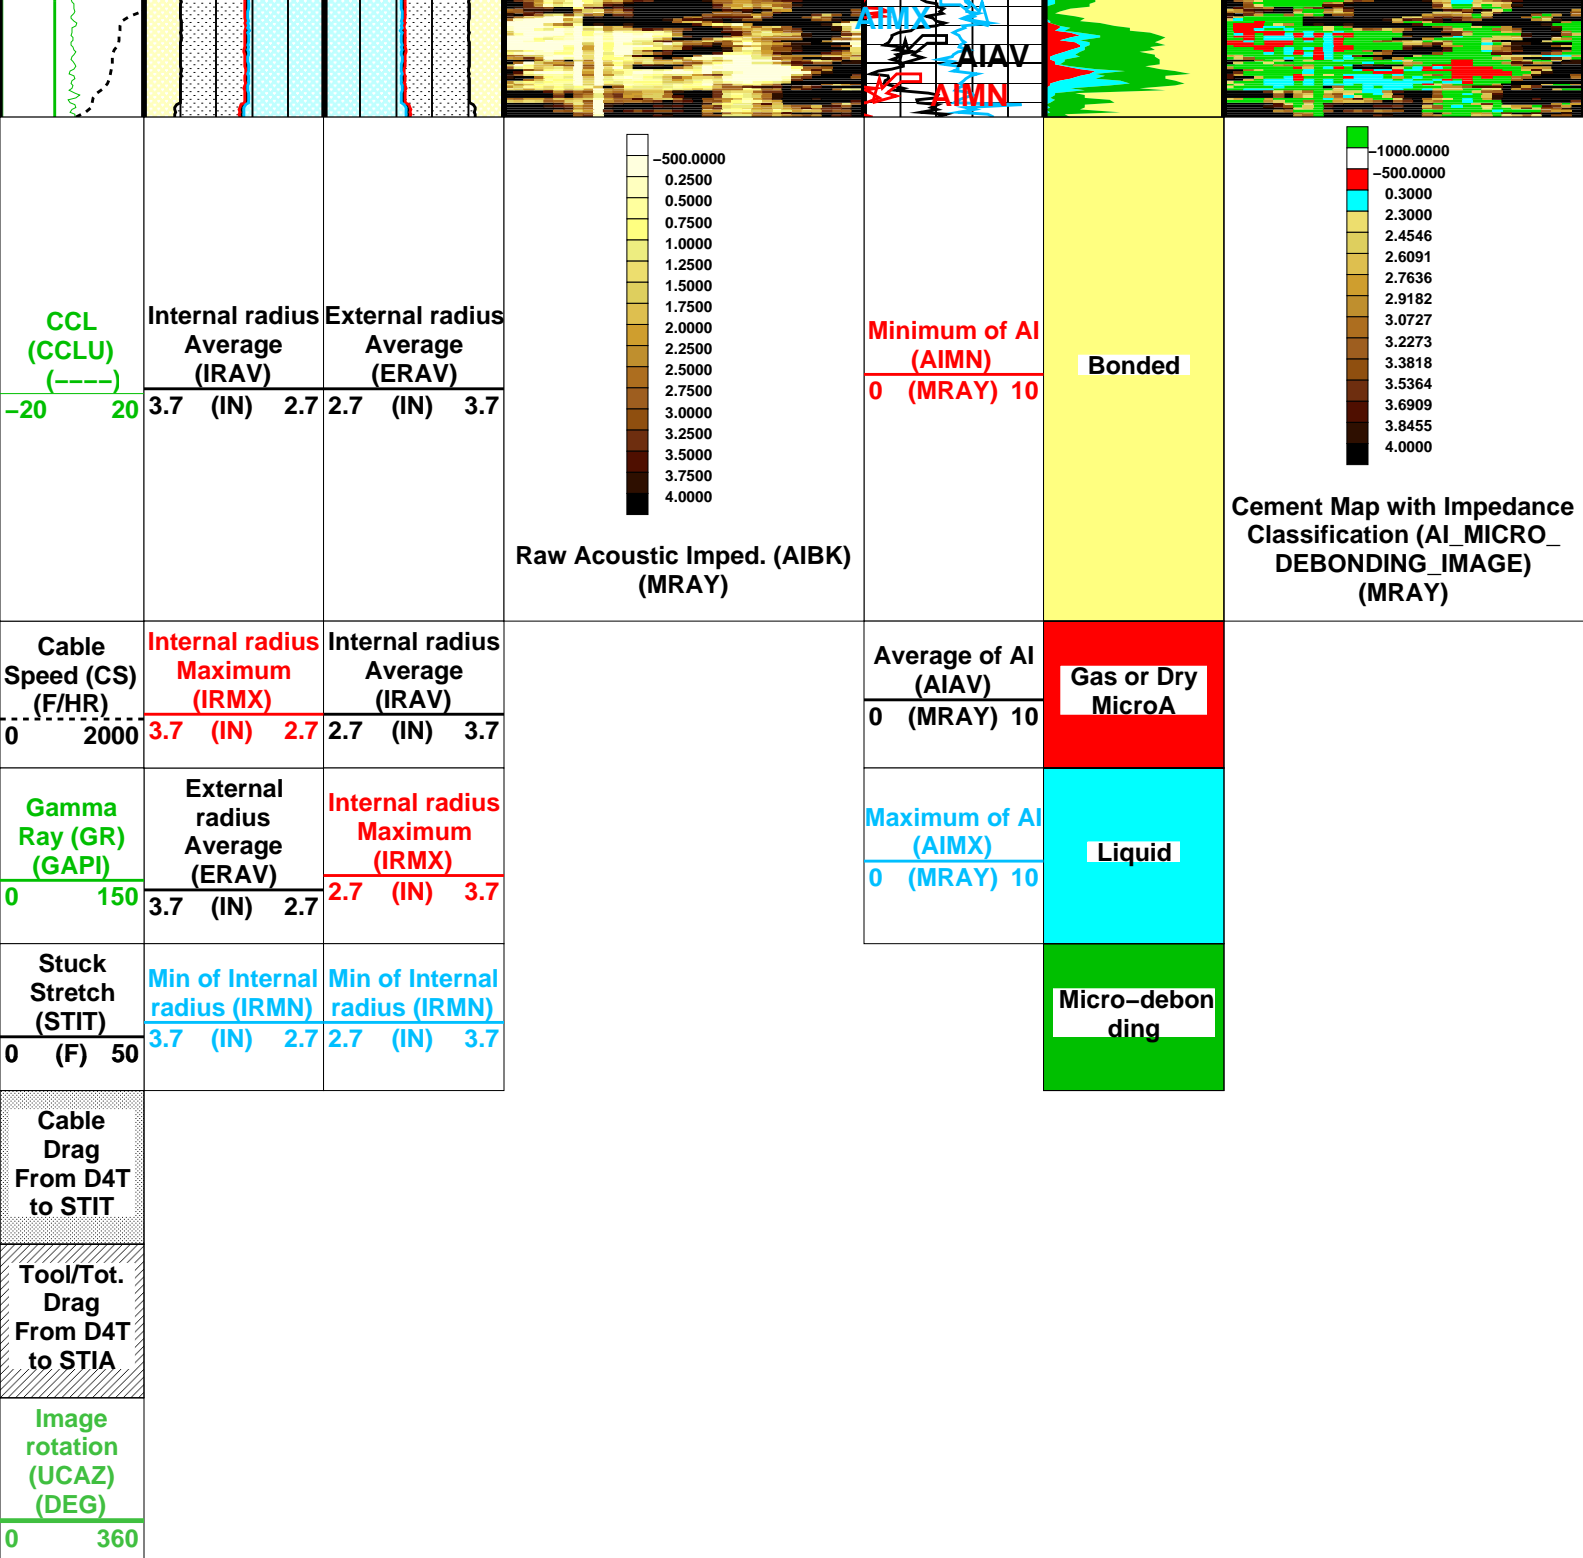 AIMX
AIAV
AIMN
CCL
(CCLU)
(----)
-20 20
Internal radius
Average
(IRAV)
3.7 (IN) 2.7
External radius
Average
(ERAV)
2.7 (IN) 3.7
-500.0000
0.2500
0.5000
0.7500
1.0000
1.2500
1.5000
1.7500
2.0000
2.2500
2.5000
2.7500
3.0000
3.2500
3.5000
3.7500
4.0000
Raw Acoustic Imped. (AIBK)
(MRAY)
Minimum of AI
(AIMN)
0 (MRAY) 10
Bonded
-1000.0000
-500.0000
0.3000
2.3000
2.4546
2.6091
2.7636
2.9182
3.0727
3.2273
3.3818
3.5364
3.6909
3.8455
4.0000
Cement Map with Impedance
Classification (AI_MICRO_
DEBONDING_IMAGE)
(MRAY)
Cable
Speed (CS)
(F/HR)
0 2000
Internal radius
Maximum
(IRMX)
3.7 (IN) 2.7
Internal radius
Average
(IRAV)
2.7 (IN) 3.7
Average of AI
(AIAV)
0 (MRAY) 10
Gas or Dry
MicroA
Gamma
Ray (GR)
(GAPI)
0 150
External
radius
Average
(ERAV)
3.7 (IN) 2.7
Internal radius
Maximum
(IRMX)
2.7 (IN) 3.7
Maximum of AI
(AIMX)
0 (MRAY) 10
Liquid
Stuck
Stretch
(STIT)
0 (F) 50
Min of Internal
radius (IRMN)
3.7 (IN) 2.7
Min of Internal
radius (IRMN)
2.7 (IN) 3.7
Micro-debon
ding
Cable
Drag
From D4T
to STIT
Tool/Tot.
Drag
From D4T
to STIA
Image
rotation
(UCAZ)
(DEG)
0 360